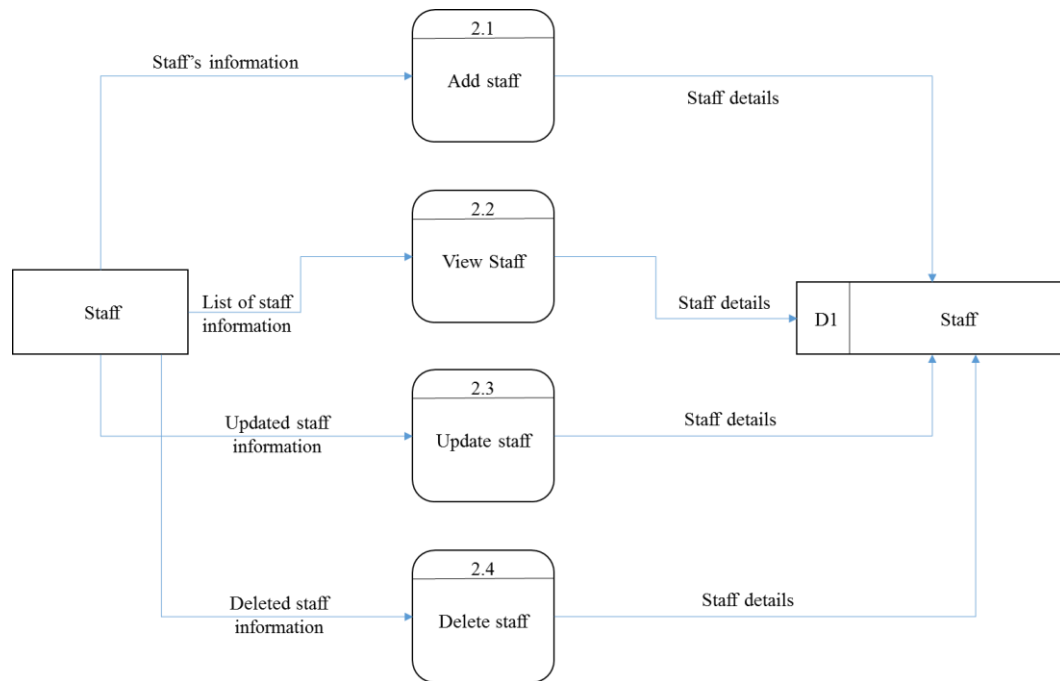 2.1
Add staff
Staff’s information
Staff details
2.2
View Staff
Staff
List of staff
information
Staff details
D1
Staff
2.3
Update staff
Updated staff
information
Staff details
2.4
Delete staff
Deleted staff
information
Staff details